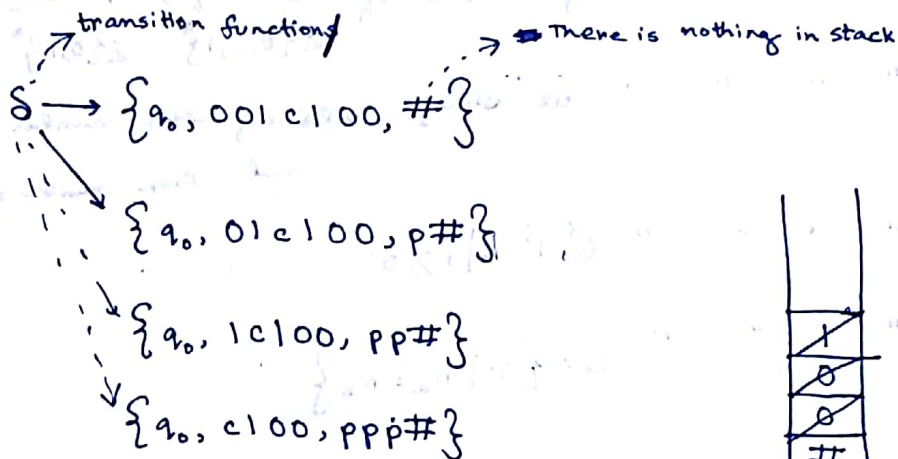 transition functions
There is nothing in stack
δ → {q₀, 001c100, #}
{q₀, 01c100, p#}
{q₀, 1c100, pp#}
{q₀, c100, ppp#}
1
0
0
#